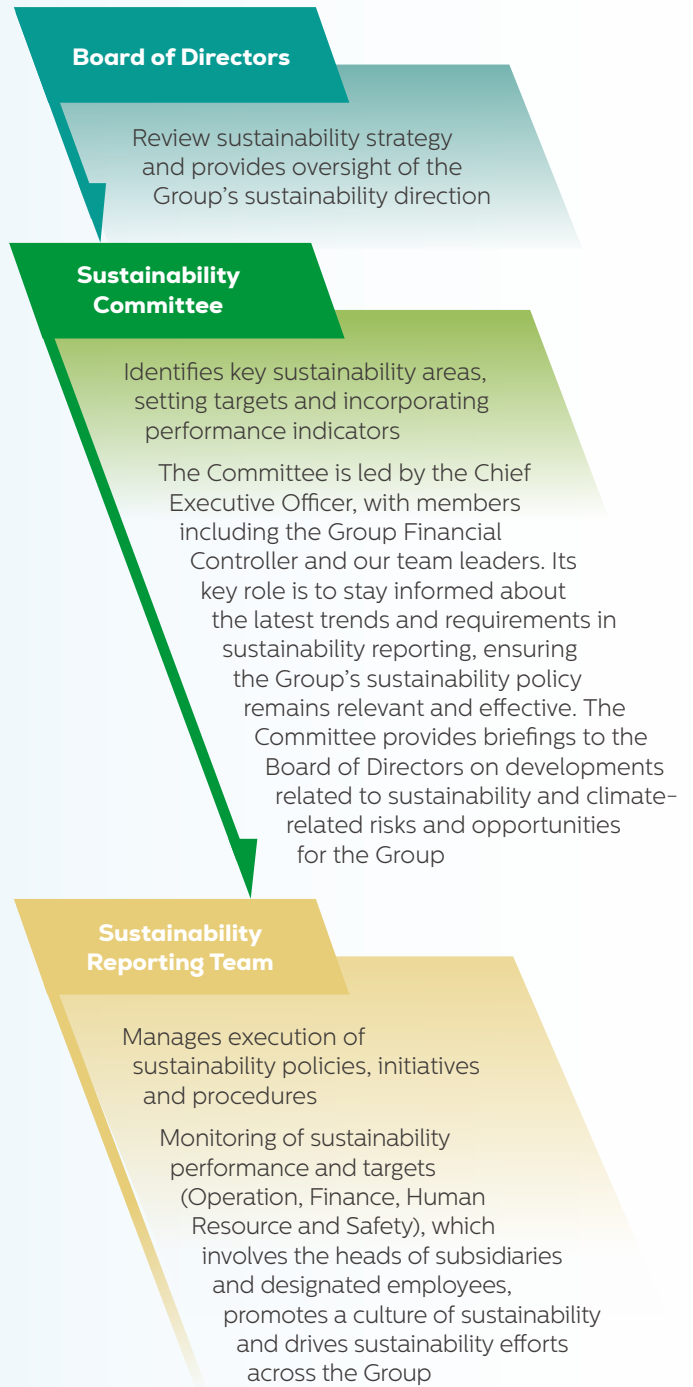 Board of Directors
Review sustainability strategy
and provides oversight of the
Group’s sustainability direction
Sustainability
Committee
Identifies key sustainability areas,
setting targets and incorporating
performance indicators
The Committee is led by the Chief
Executive Officer, with members
including the Group Financial
Controller and our team leaders. Its
key role is to stay informed about
the latest trends and requirements in
sustainability reporting, ensuring
the Group’s sustainability policy
remains relevant and effective. The
Committee provides briefings to the
Board of Directors on developments
related to sustainability and climate-
related risks and opportunities
for the Group
Sustainability
Reporting Team
Manages execution of
sustainability policies, initiatives
and procedures
Monitoring of sustainability
performance and targets
(Operation, Finance, Human
Resource and Safety), which
involves the heads of subsidiaries
and designated employees,
promotes a culture of sustainability
and drives sustainability efforts
across the Group